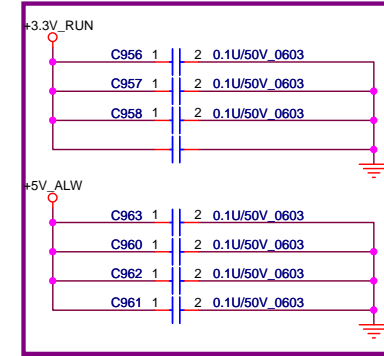 +3.3V_RUN
C956 1 2 0.1U/50V_0603
C957 1 2 0.1U/50V_0603
C958 1 2 0.1U/50V_0603
+5V_ALW
C963 1 2 0.1U/50V_0603
C960 1 2 0.1U/50V_0603
C962 1 2 0.1U/50V_0603
C961 1 2 0.1U/50V_0603